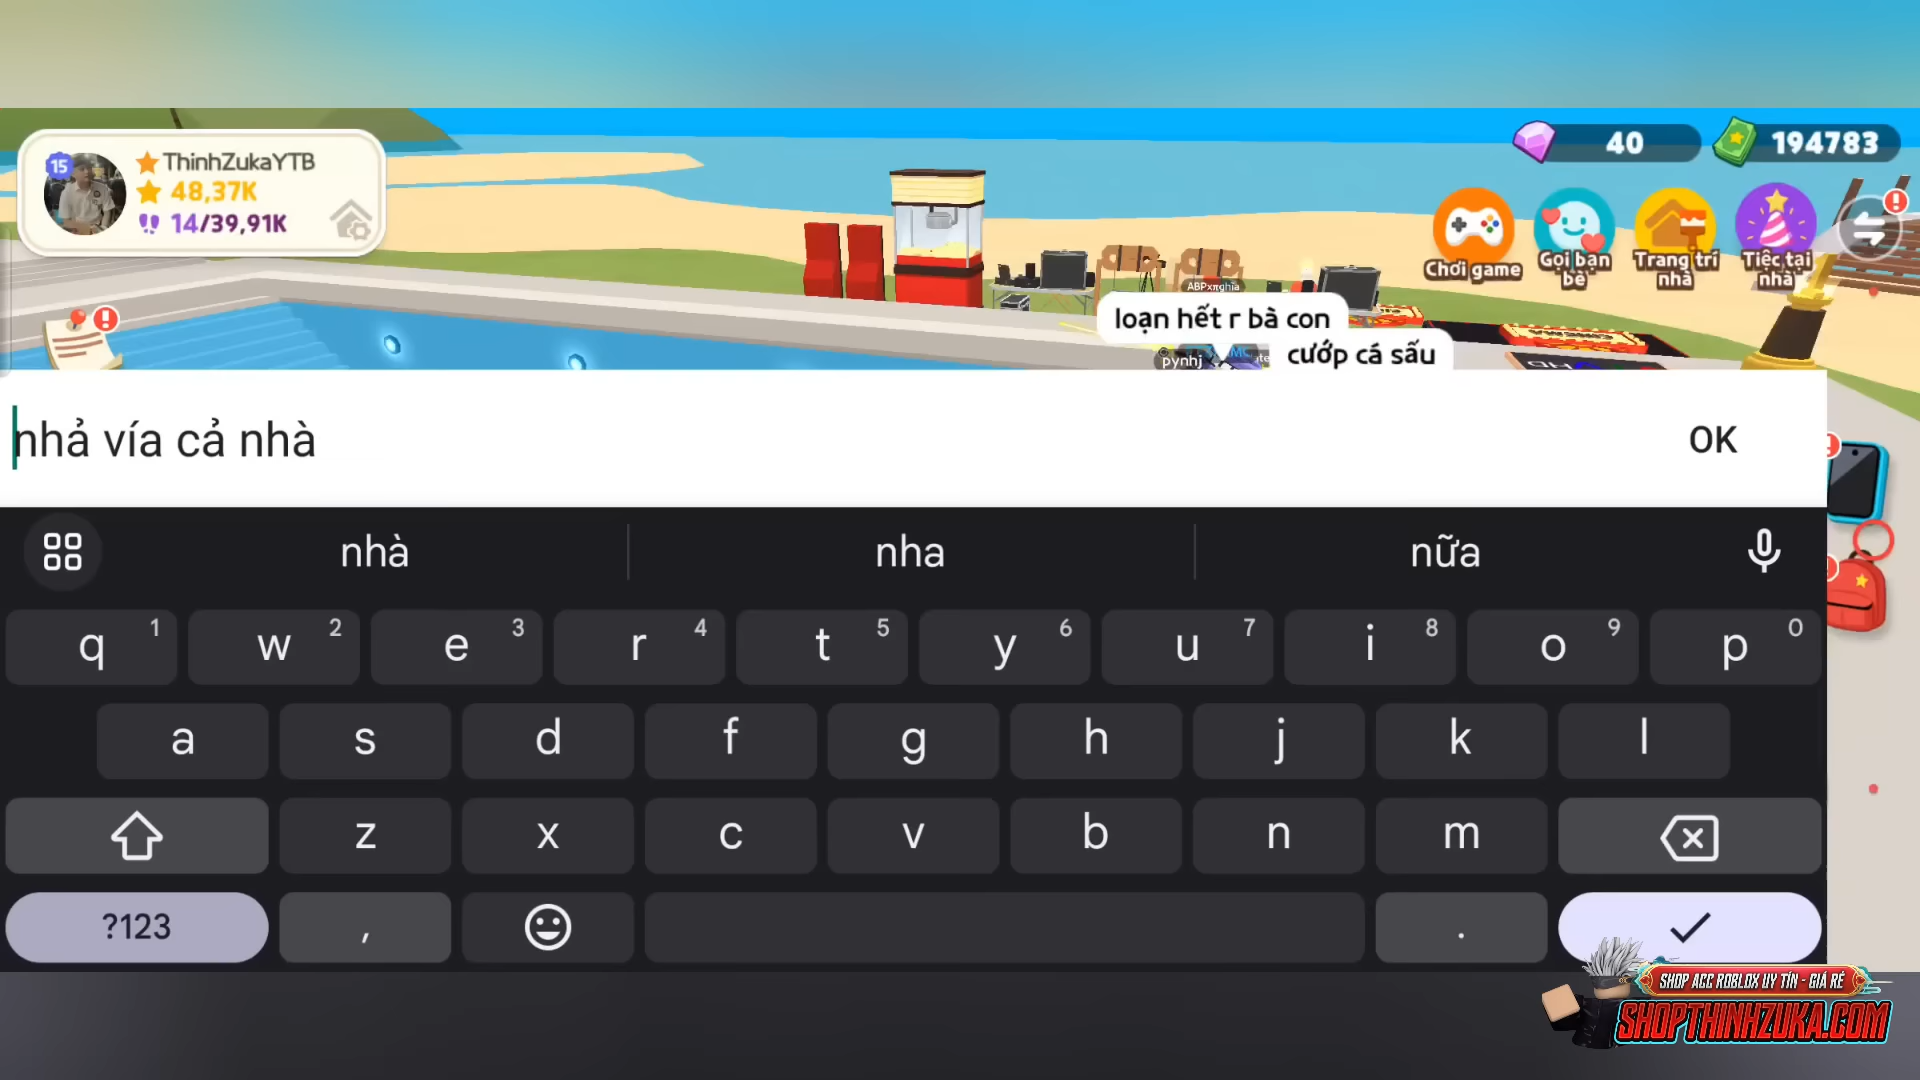 15
ThinhZukaYTB
48,37K
14/39,91K
40
194783
Chơi game
Gọi bạn
bè
Trang trí
nhà
Tiệc tại
nhà
ABPxnghia
loạn hết r bà con
pynhj
cướp cá sấu
nhả vía cả nhà
OK
nhà
nha
nữa
q 1 w 2 e 3 r 4 t 5 y 6 u 7 i 8 o 9 p 0
a s d f g h j k l
z x c v b n m
?123 , .
SHOP ACC ROBLOX UY TÍN - GIÁ RẺ
SHOPTHINHZUKA.COM